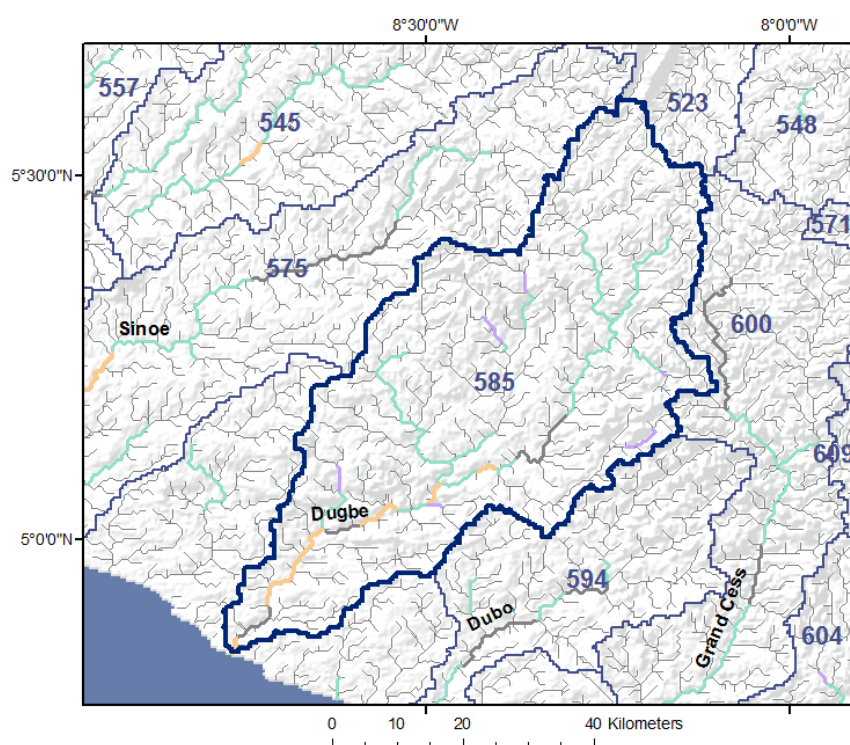 8°30'0"W 8°0'0"W
557
523
545
548
5°30'0"N
571
575
Sinoe
600
585
609
Dugbe
5°0'0"N
594
Dubo
Grand Cess
604
0 10 20 40 Kilometers